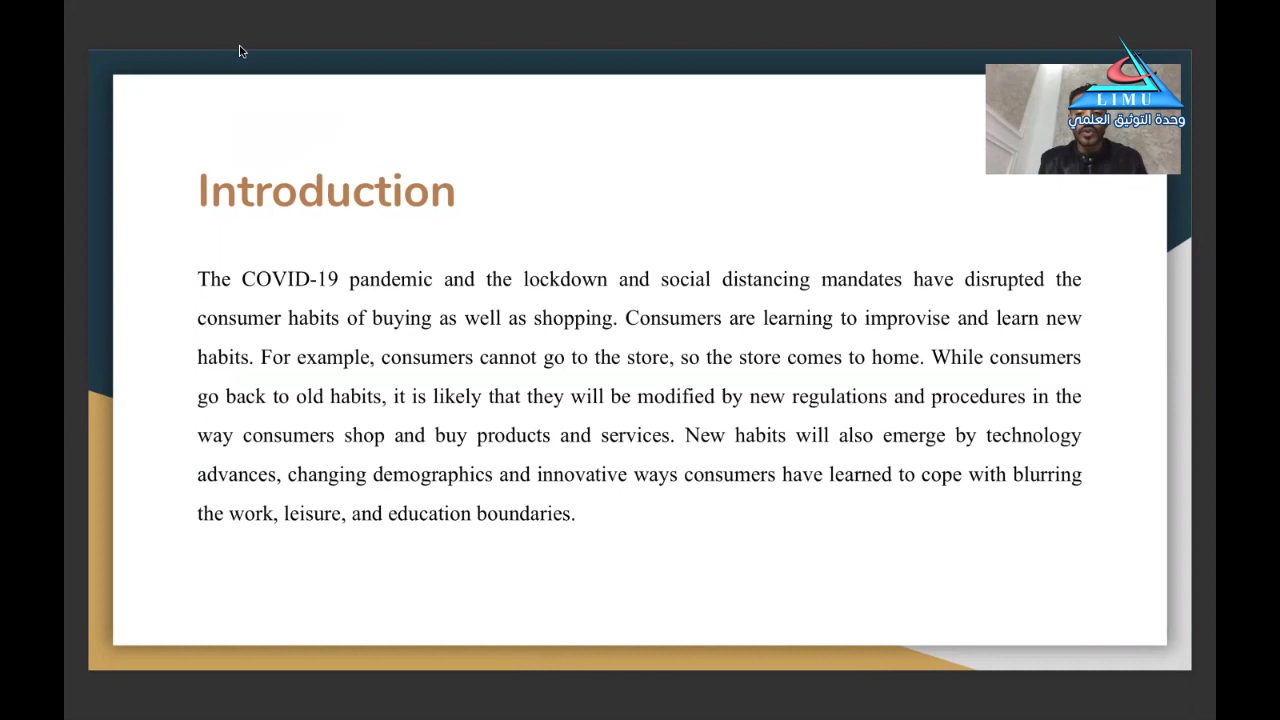 LIMU
وحدة التوثيق العلمي
Introduction
The COVID-19 pandemic and the lockdown and social distancing mandates have disrupted the
consumer habits of buying as well as shopping. Consumers are learning to improvise and learn new
habits. For example, consumers cannot go to the store, so the store comes to home. While consumers
go back to old habits, it is likely that they will be modified by new regulations and procedures in the
way consumers shop and buy products and services. New habits will also emerge by technology
advances, changing demographics and innovative ways consumers have learned to cope with blurring
the work, leisure, and education boundaries.